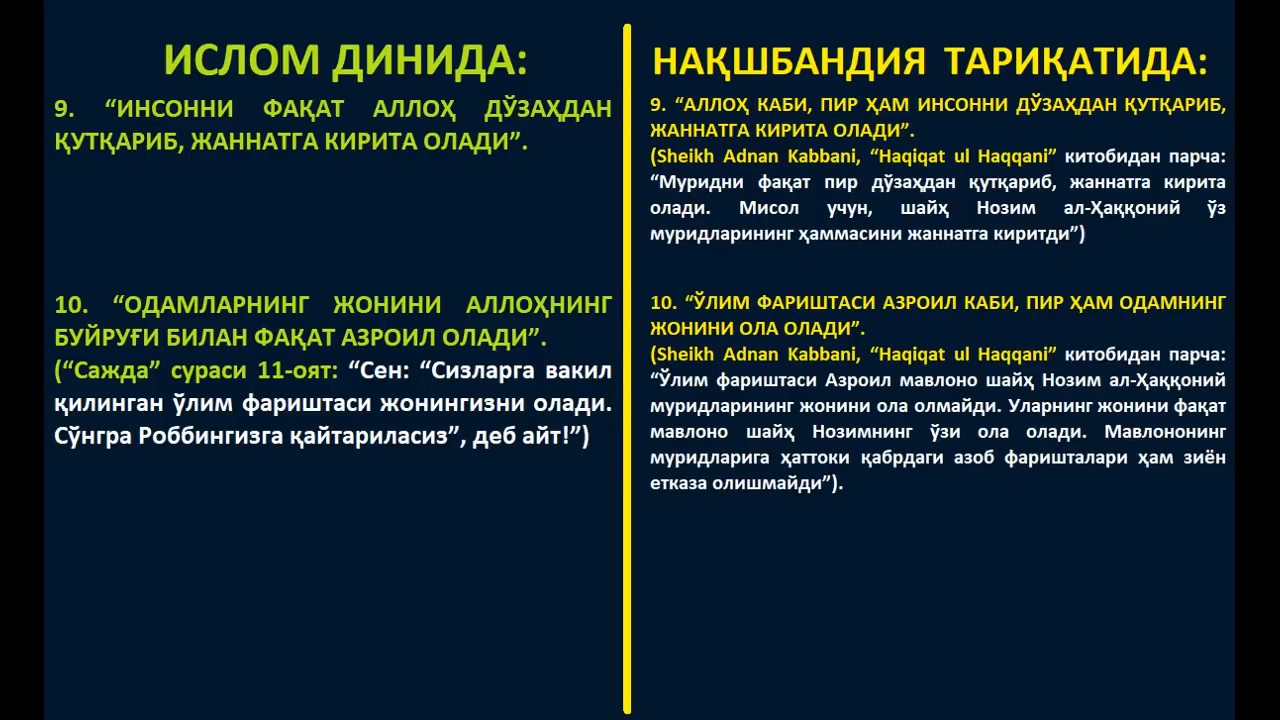 ИСЛОМ ДИНИДА:
9. “ИНСОННИ ФАҚАТ АЛЛОҲ ДЎЗАҲДАН
ҚУТҚАРИБ, ЖАННАТГА КИРИТА ОЛАДИ”.
10. “ОДАМЛАРНИНГ ЖОНИНИ АЛЛОҲНИНГ
БУЙРУҒИ БИЛАН ФАҚАТ АЗРОИЛ ОЛАДИ”.
(“Сажда” сураси 11-оят: “Сен: “Сизларга вакил
қилинган ўлим фариштаси жонингизни олади.
Сўнгра Роббингизга қайтариласиз”, деб айт!”)
НАҚШБАНДИЯ ТАРИҚАТИДА:
9. “АЛЛОҲ КАБИ, ПИР ҲАМ ИНСОННИ ДЎЗАҲДАН ҚУТҚАРИБ,
ЖАННАТГА КИРИТА ОЛАДИ”.
(Sheikh Adnan Kabbani, “Haqiqat ul Haqqani” китобидан парча:
“Муридни фақат пир дўзаҳдан қутқариб, жаннатга кирита
олади. Мисол учун, шайҳ Нозим ал-Ҳаққоний ўз
муридларининг ҳаммасини жаннатга киритди”)
10. “ЎЛИМ ФАРИШТАСИ АЗРОИЛ КАБИ, ПИР ҲАМ ОДАМНИНГ
ЖОНИНИ ОЛА ОЛАДИ”.
(Sheikh Adnan Kabbani, “Haqiqat ul Haqqani” китобидан парча:
“Ўлим фариштаси Азроил мавлоно шайҳ Нозим ал-Ҳаққоний
муридларининг жонини ола олмайди. Уларнинг жонини фақат
мавлоно шайҳ Нозимнинг ўзи ола олади. Мавлононинг
муридларига ҳаттоки қабрдаги азоб фаришталари ҳам зиён
етказа олишмайди”).